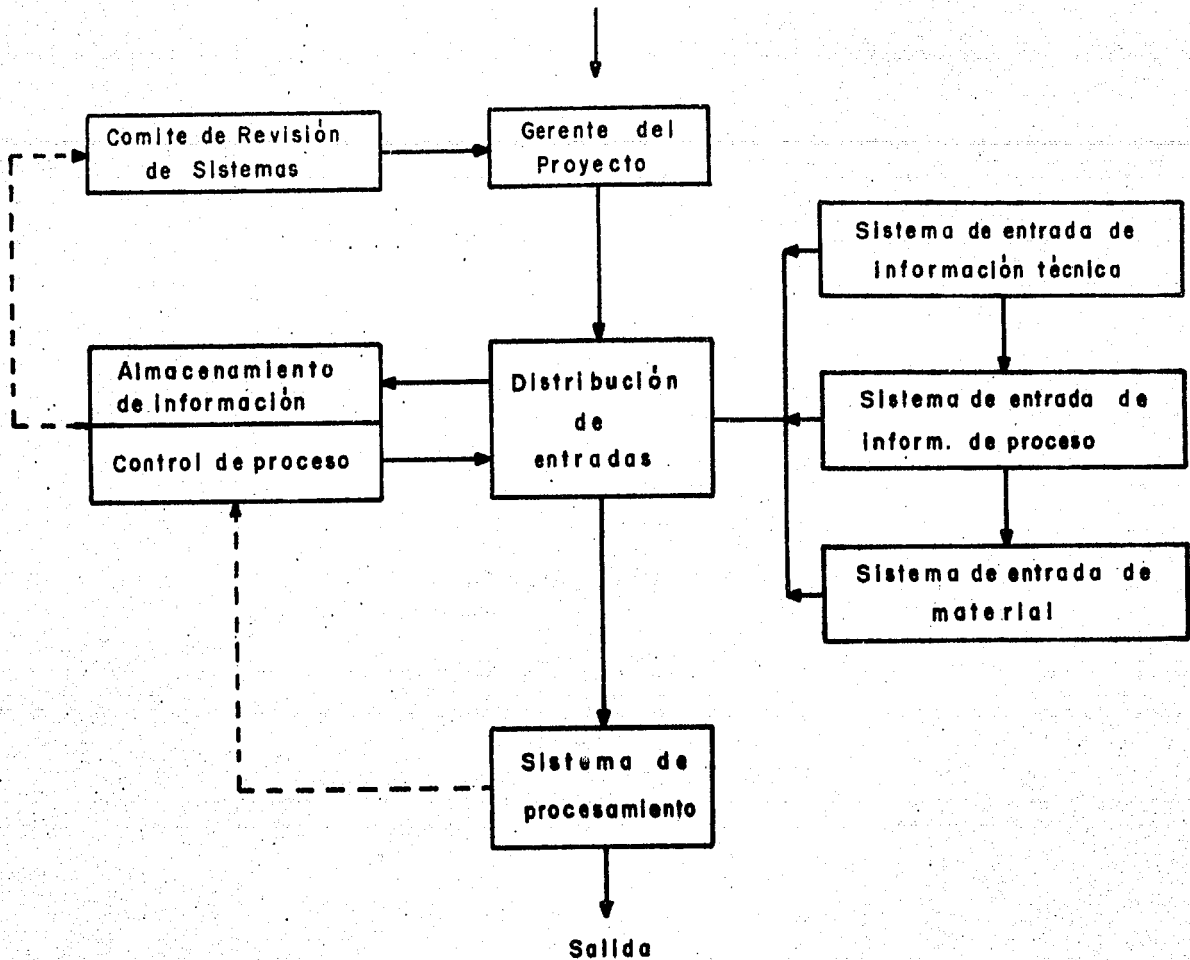 Comite de Revisión
de Sistemas
Gerente del
Proyecto
Sistema de entrada de
información técnica
Almacenamiento
de información
Control de proceso
Distribución
de
entradas
Sistema de entrada de
inform. de proceso
Sistema de entrada de
material
Sistema de
procesamiento
Salida